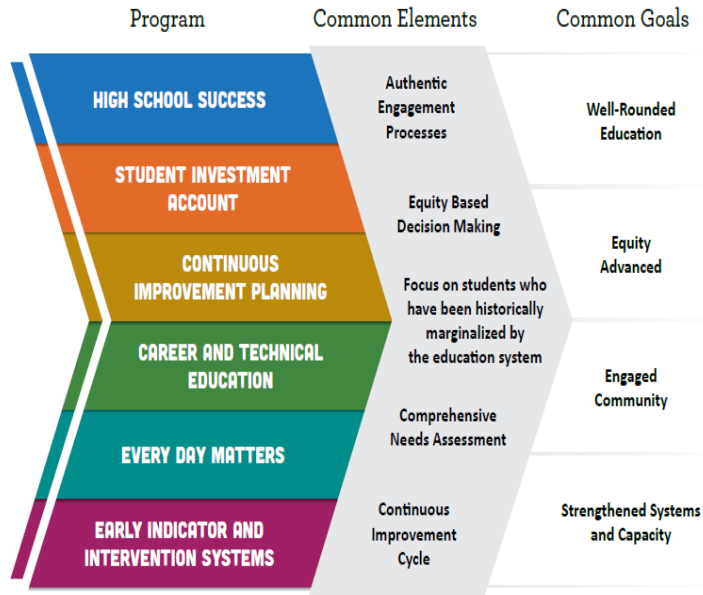 Program
Common Elements
Common Goals
HIGH SCHOOL SUCCESS
STUDENT INVESTMENT
ACCOUNT
CONTINUOUS
IMPROVEMENT PLANNING
CAREER AND TECHNICAL
EDUCATION
EVERY DAY MATTERS
EARLY INDICATOR AND
INTERVENTION SYSTEMS
Authentic
Engagement
Processes
Equity Based
Decision Making
Focus on students who
have been historically
marginalized by
the education system
Comprehensive
Needs Assessment
Continuous
Improvement
Cycle
Well-Rounded
Education
Equity
Advanced
Engaged
Community
Strengthened Systems
and Capacity